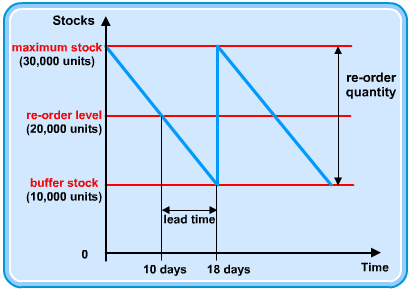 Stocks
maximum stock
(30,000 units)
re-order
quantity
re-order level
(20,000 units)
buffer stock
(10,000 units)
lead time
0
10 days
18 days
Time